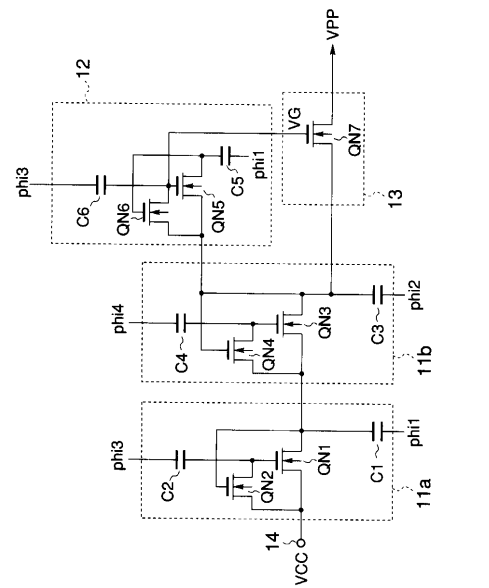 12
phi3
C6
QN6
QN5
C5
phi1
VPP
VG
QN7
13
phi4
C4
QN4
QN3
C3
phi2
11b
phi3
C2
QN2
QN1
C1
phi1
11a
14
VCC